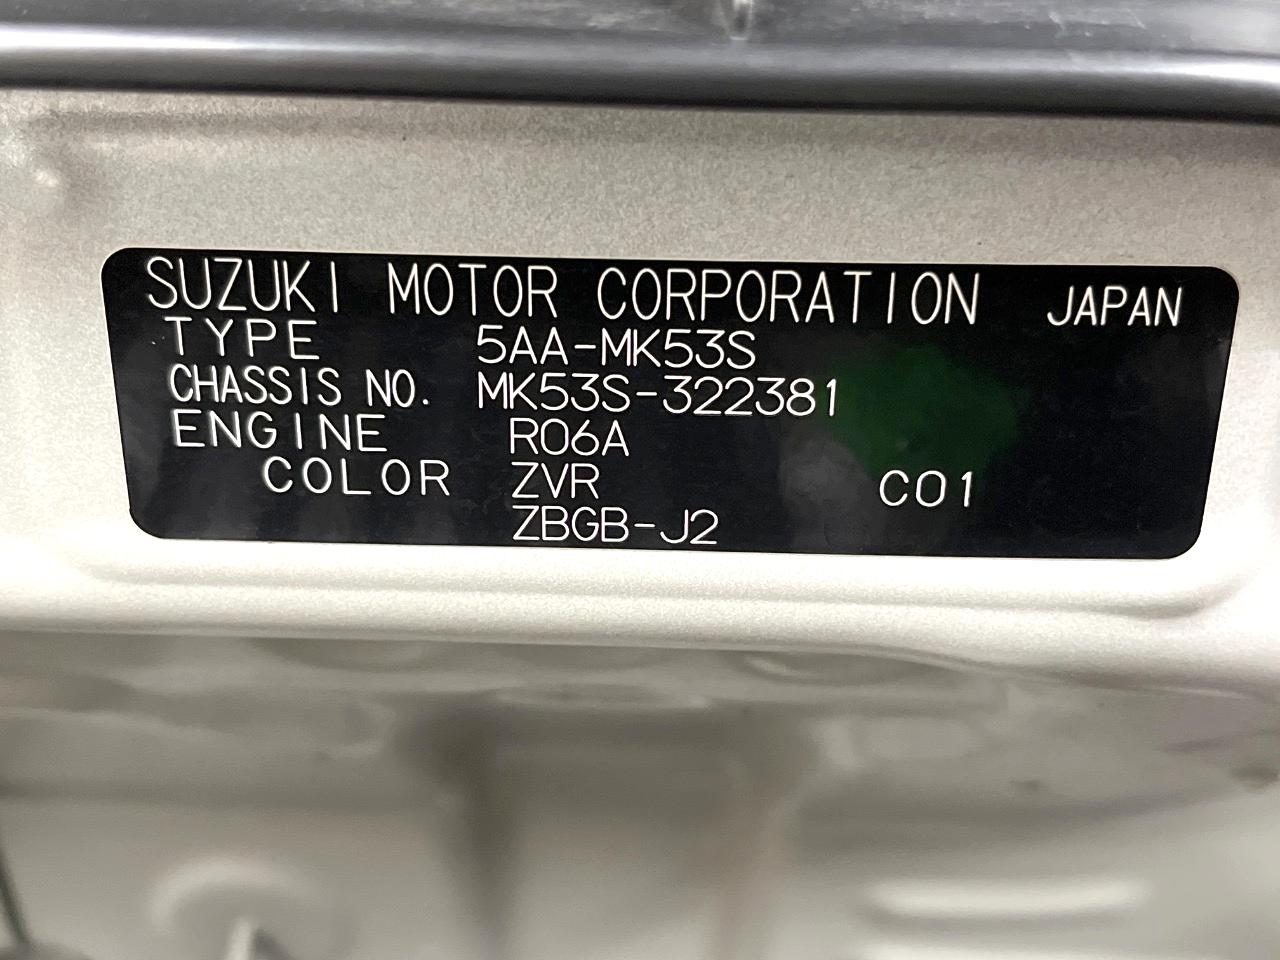 SUZUKI MOTOR CORPORATION JAPAN
TYPE 5AA-MK53S
CHASSIS NO. MK53S-322381
ENGINE R06A
COLOR ZVR C01
ZBGB-J2